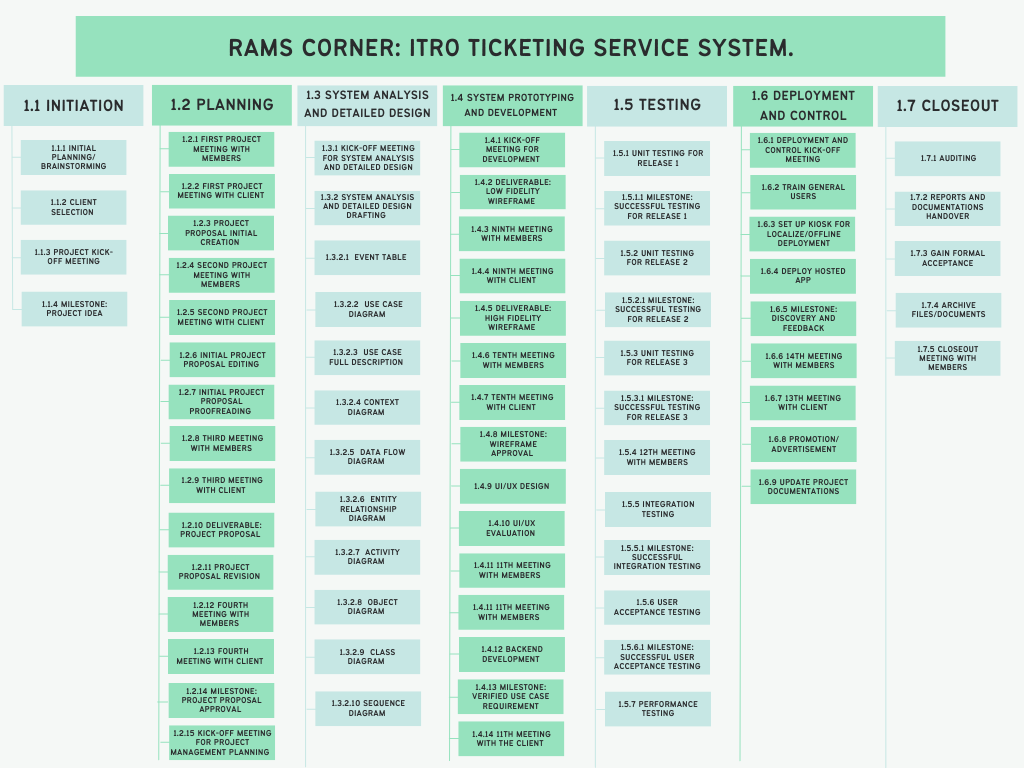 RAMS CORNER: ITRO TICKETING SERVICE SYSTEM.
1.1 INITIATION
1.1.1 INITIAL
PLANNING/
BRAINSTORMING
1.1.2 CLIENT
SELECTION
1.1.3 PROJECT KICK-
OFF MEETING
1.1.4 MILESTONE:
PROJECT IDEA
1.2 PLANNING
1.2.1 FIRST PROJECT
MEETING WITH
MEMBERS
1.2.2 FIRST PROJECT
MEETING WITH CLIENT
1.2.3 PROJECT
PROPOSAL INITIAL
CREATION
1.2.4 SECOND PROJECT
MEETING WITH
MEMBERS
1.2.5 SECOND PROJECT
MEETING WITH CLIENT
1.2.6 INITIAL PROJECT
PROPOSAL EDITING
1.2.7 INITIAL PROJECT
PROPOSAL
PROOFREADING
1.2.8 THIRD MEETING
WITH MEMBERS
1.2.9 THIRD MEETING
WITH CLIENT
1.2.10 DELIVERABLE:
PROJECT PROPOSAL
1.2.11 PROJECT
PROPOSAL REVISION
1.2.12 FOURTH
MEETING WITH
MEMBERS
1.2.13 FOURTH
MEETING WITH CLIENT
1.2.14 MILESTONE:
PROJECT PROPOSAL
APPROVAL
1.2.15 KICK-OFF MEETING
FOR PROJECT
MANAGEMENT PLANNING
1.3 SYSTEM ANALYSIS
AND DETAILED DESIGN
1.3.1 KICK-OFF MEETING
FOR SYSTEM ANALYSIS
AND DETAILED DESIGN
1.3.2 SYSTEM ANALYSIS
AND DETAILED DESIGN
DRAFTING
1.3.2.1 EVENT TABLE
1.3.2.2 USE CASE
DIAGRAM
1.3.2.3 USE CASE
FULL DESCRIPTION
1.3.2.4 CONTEXT
DIAGRAM
1.3.2.5 DATA FLOW
DIAGRAM
1.3.2.6 ENTITY
RELATIONSHIP
DIAGRAM
1.3.2.7 ACTIVITY
DIAGRAM
1.3.2.8 OBJECT
DIAGRAM
1.3.2.9 CLASS
DIAGRAM
1.3.2.10 SEQUENCE
DIAGRAM
1.4 SYSTEM PROTOTYPING
AND DEVELOPMENT
1.4.1 KICK-OFF
MEETING FOR
DEVELOPMENT
1.4.2 DELIVERABLE:
LOW FIDELITY
WIREFRAME
1.4.3 NINTH MEETING
WITH MEMBERS
1.4.4 NINTH MEETING
WITH CLIENT
1.4.5 DELIVERABLE:
HIGH FIDELITY
WIREFRAME
1.4.6 TENTH MEETING
WITH MEMBERS
1.4.7 TENTH MEETING
WITH CLIENT
1.4.8 MILESTONE:
WIREFRAME
APPROVAL
1.4.9 UI/UX DESIGN
1.4.10 UI/UX
EVALUATION
1.4.11 11TH MEETING
WITH MEMBERS
1.4.11 11TH MEETING
WITH MEMBERS
1.4.12 BACKEND
DEVELOPMENT
1.4.13 MILESTONE:
VERIFIED USE CASE
REQUIREMENT
1.4.14 11TH MEETING
WITH THE CLIENT
1.5 TESTING
1.5.1 UNIT TESTING FOR
RELEASE 1
1.5.1.1 MILESTONE:
SUCCESSFUL TESTING
FOR RELEASE 1
1.5.2 UNIT TESTING
FOR RELEASE 2
1.5.2.1 MILESTONE:
SUCCESSFUL TESTING
FOR RELEASE 2
1.5.3 UNIT TESTING
FOR RELEASE 3
1.5.3.1 MILESTONE:
SUCCESSFUL TESTING
FOR RELEASE 3
1.5.4 12TH MEETING
WITH MEMBERS
1.5.5 INTEGRATION
TESTING
1.5.5.1 MILESTONE:
SUCCESSFUL
INTEGRATION TESTING
1.5.6 USER
ACCEPTANCE TESTING
1.5.6.1 MILESTONE:
SUCCESSFUL USER
ACCEPTANCE TESTING
1.5.7 PERFORMANCE
TESTING
1.6 DEPLOYMENT
AND CONTROL
1.6.1 DEPLOYMENT AND
CONTROL KICK-OFF
MEETING
1.6.2 TRAIN GENERAL
USERS
1.6.3 SET UP KIOSK FOR
LOCALIZE/OFFLINE
DEPLOYMENT
1.6.4 DEPLOY HOSTED
APP
1.6.5 MILESTONE:
DISCOVERY AND
FEEDBACK
1.6.6 14TH MEETING
WITH MEMBERS
1.6.7 13TH MEETING
WITH CLIENT
1.6.8 PROMOTION/
ADVERTISEMENT
1.6.9 UPDATE PROJECT
DOCUMENTATIONS
1.7 CLOSEOUT
1.7.1 AUDITING
1.7.2 REPORTS AND
DOCUMENTATIONS
HANDOVER
1.7.3 GAIN FORMAL
ACCEPTANCE
1.7.4 ARCHIVE
FILES/DOCUMENTS
1.7.5 CLOSEOUT
MEETING WITH
MEMBERS